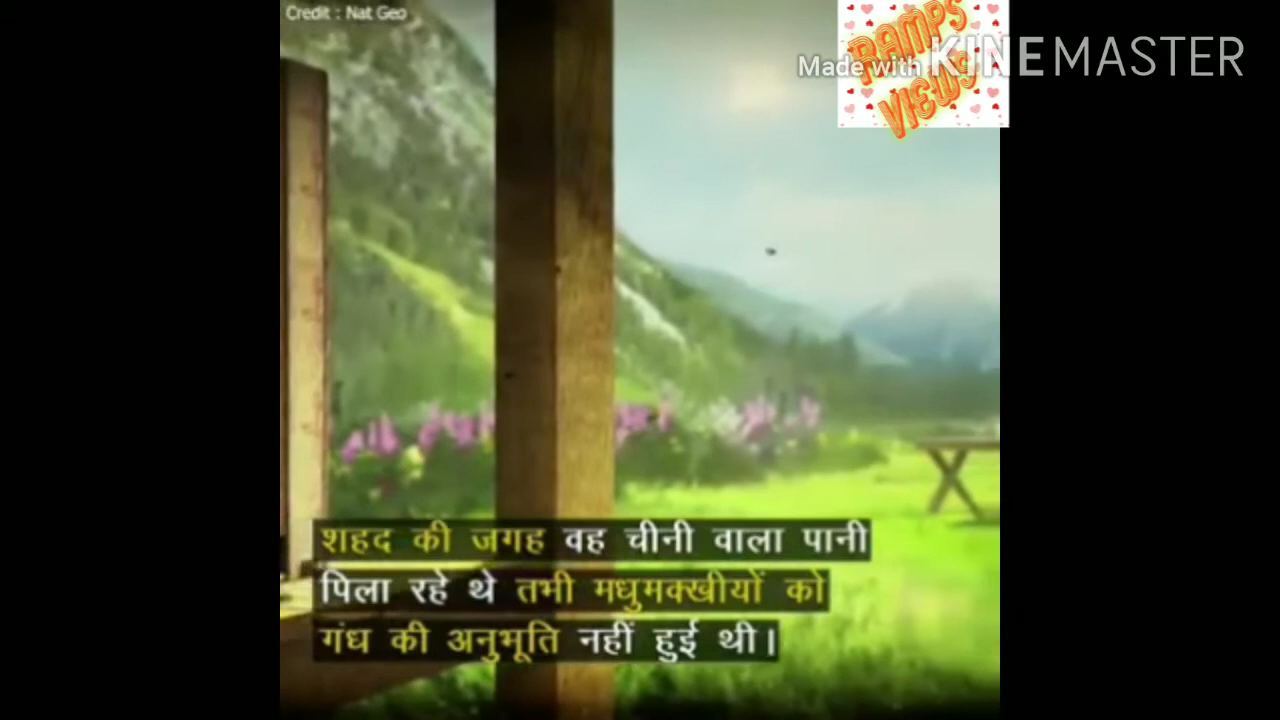 Credit : Nat Geo
RAMPS
VIEWS
Made with KINEMASTER
शहद की जगह वह चीनी वाला पानी
पिला रहे थे तभी मधुमक्खीयों को
गंध की अनुभूति नहीं हुई थी।